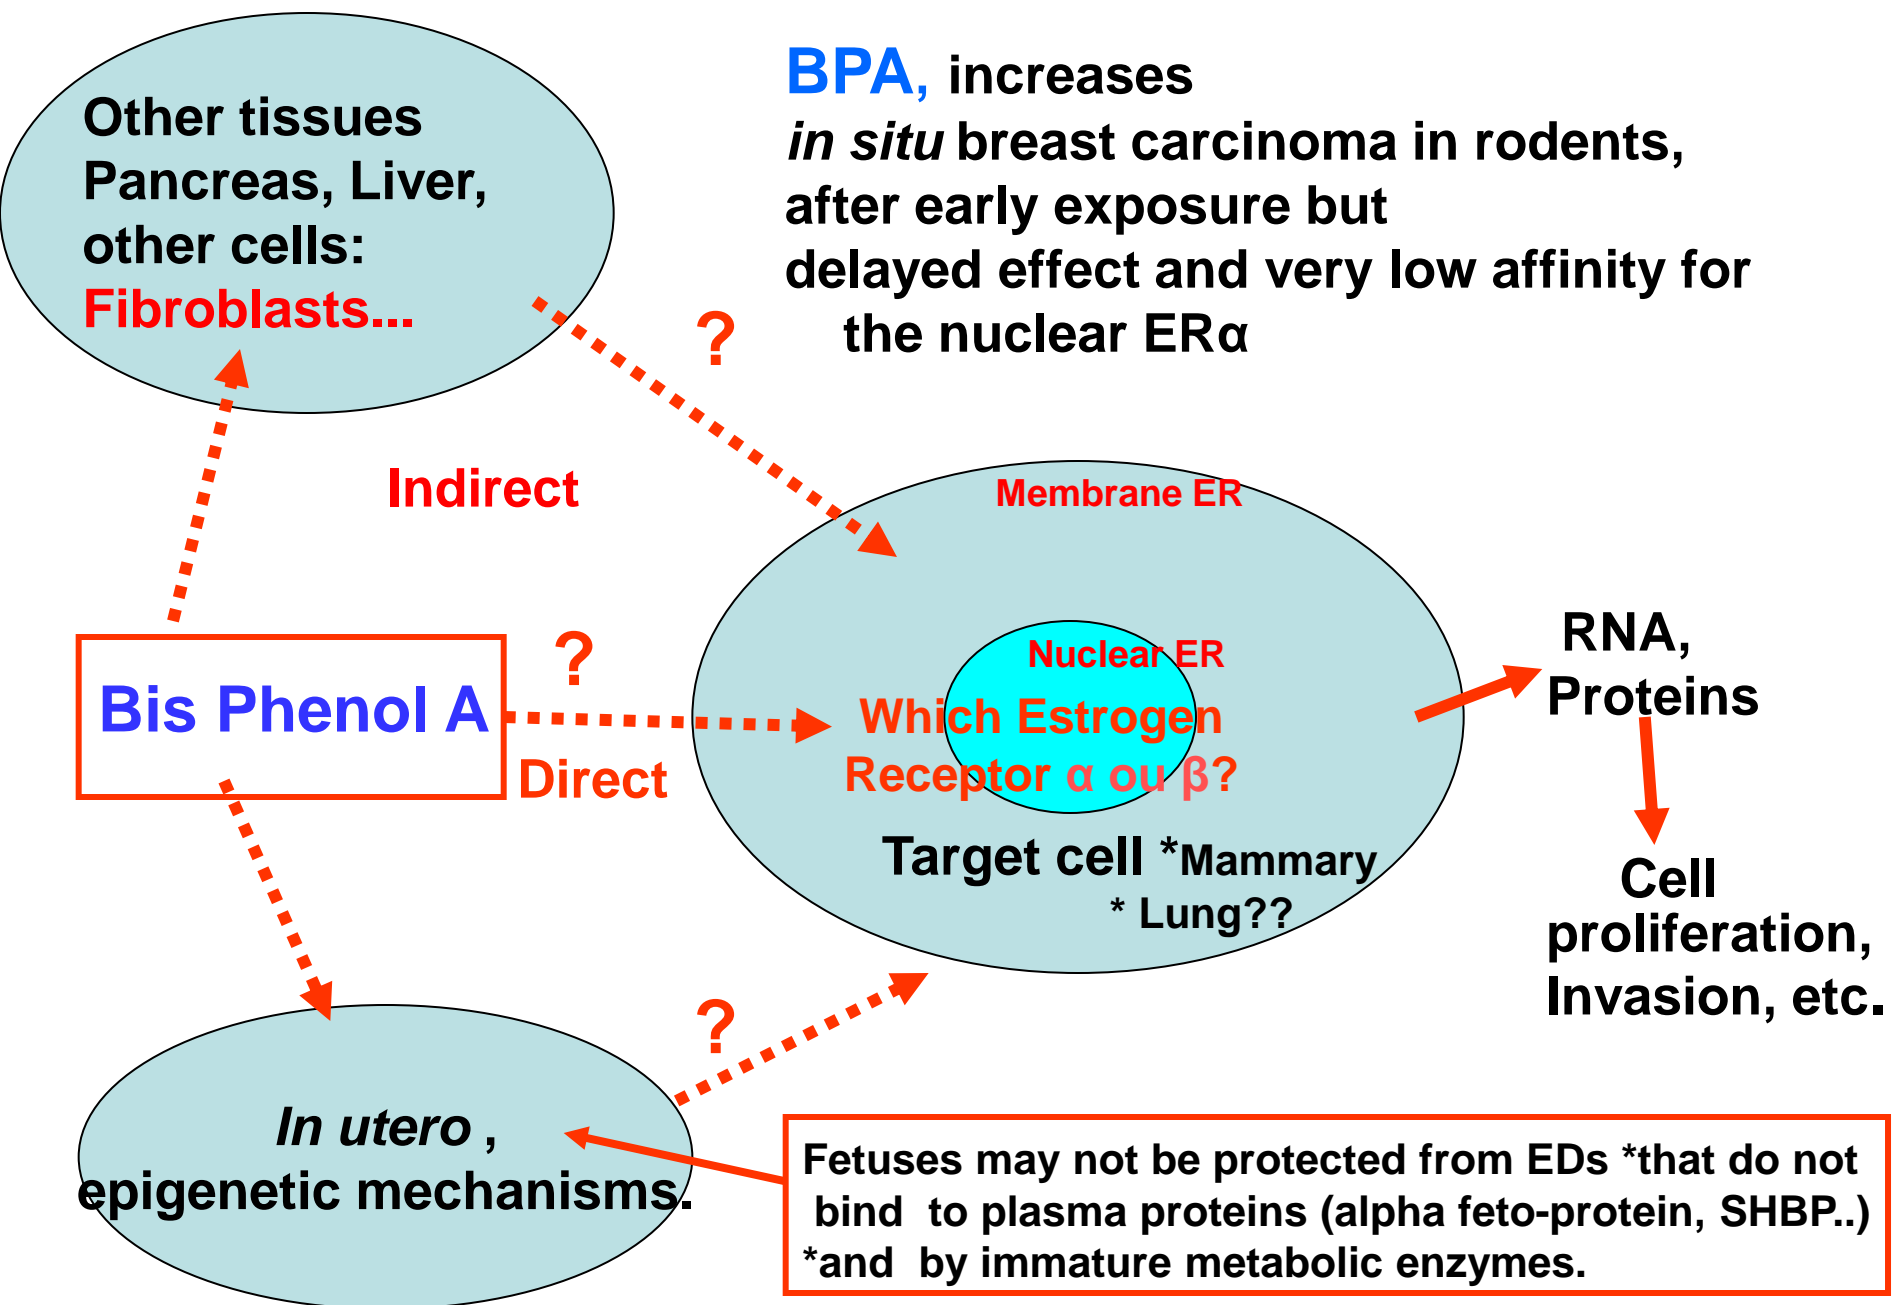 BPA, increases
in situ breast carcinoma in rodents,
after early exposure but
delayed effect and very low affinity for
the nuclear ERα
Other tissues
Pancreas, Liver,
other cells:
Fibroblasts...
?
Indirect
Membrane ER
Nuclear ER
Which Estrogen
Receptor α ou β?
Target cell *Mammary
* Lung??
?
Bis Phenol A
Direct
RNA,
Proteins
Cell
proliferation,
Invasion, etc.
?
In utero ,
epigenetic mechanisms.
Fetuses may not be protected from EDs *that do not
bind to plasma proteins (alpha feto-protein, SHBP..)
*and by immature metabolic enzymes.